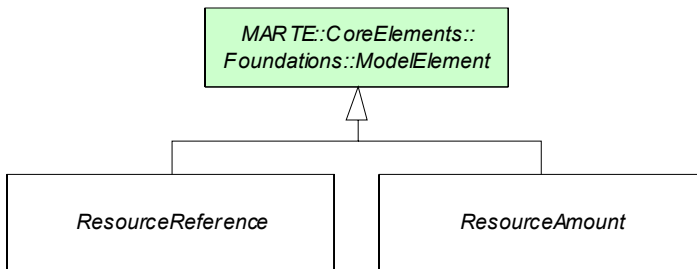 MARTE::CoreElements::
Foundations::ModelElement
ResourceReference
ResourceAmount